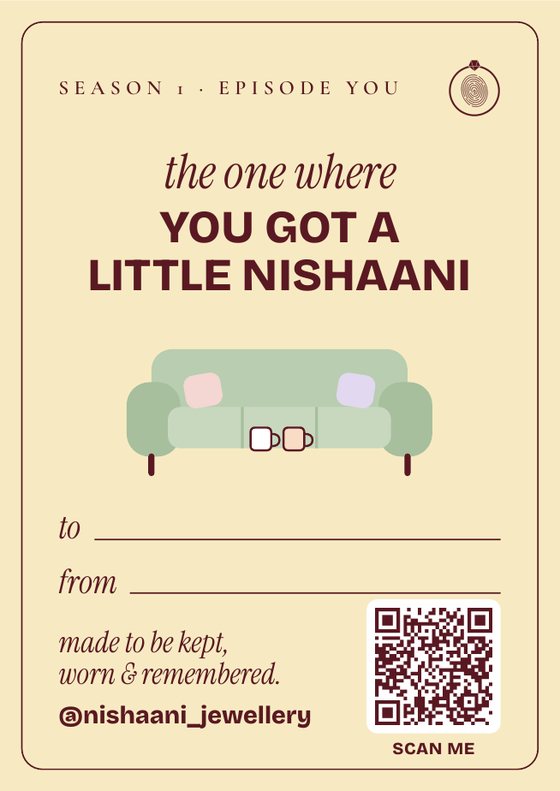 SEASON 1 · EPISODE YOU
the one where
YOU GOT A
LITTLE NISHAANI
to
from
made to be kept,
worn & remembered.
@nishaani_jewellery
SCAN ME